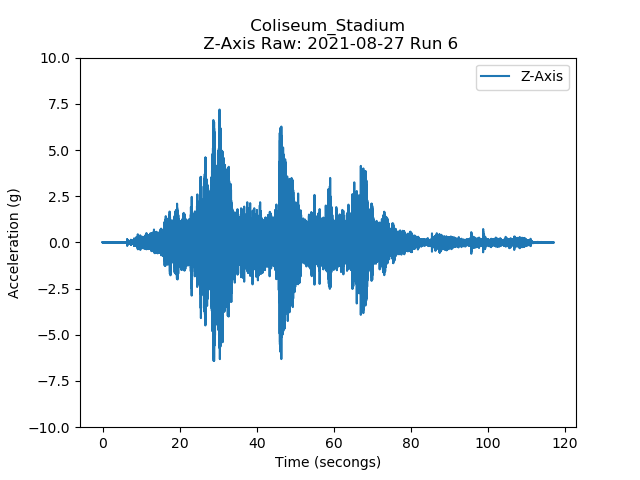 Coliseum_Stadium
Z-Axis Raw: 2021-08-27 Run 6
Z-Axis
10.0
7.5
5.0
2.5
0.0
−2.5
−5.0
−7.5
−10.0
Acceleration (g)
0 20 40 60 80 100 120
Time (secongs)